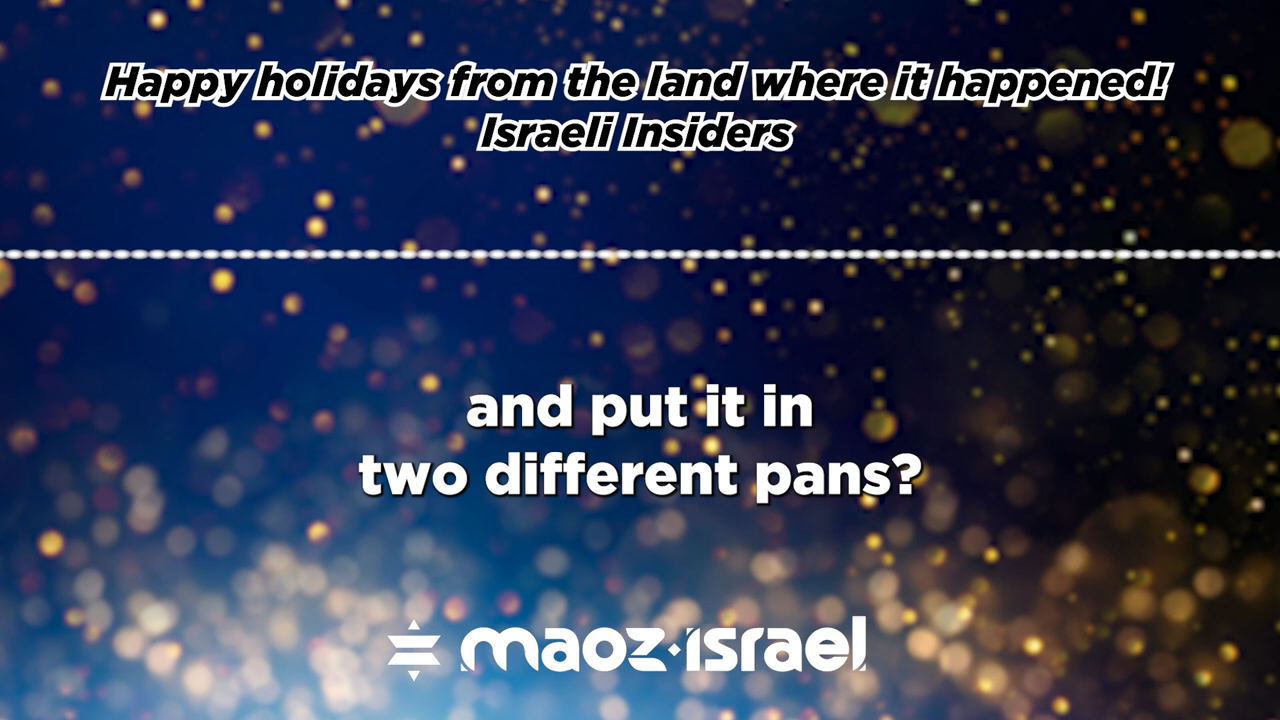 Happy holidays from the land where it happened!
Israeli Insiders
and put it in
two different pans?
maoz·israel